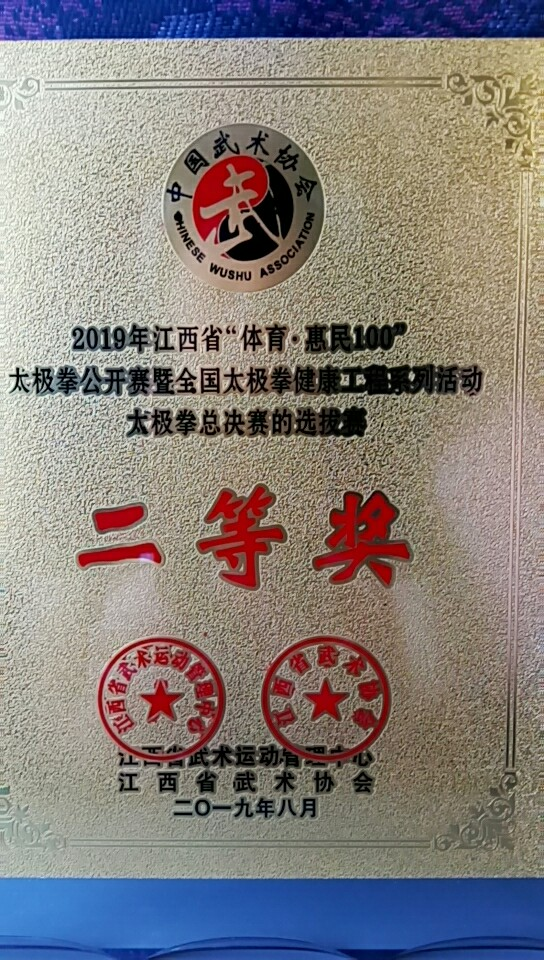 中国武术协会
武
CHINESE WUSHU ASSOCIATION
2019年江西省“体育·惠民100”
太极拳公开赛暨全国太极拳健康工程系列活动
太极拳总决赛的选拔赛
二等奖
江西省武术运动管理中心
江西省武术协会
江西省武术运动管理中心
江西省武术协会
二〇一九年八月